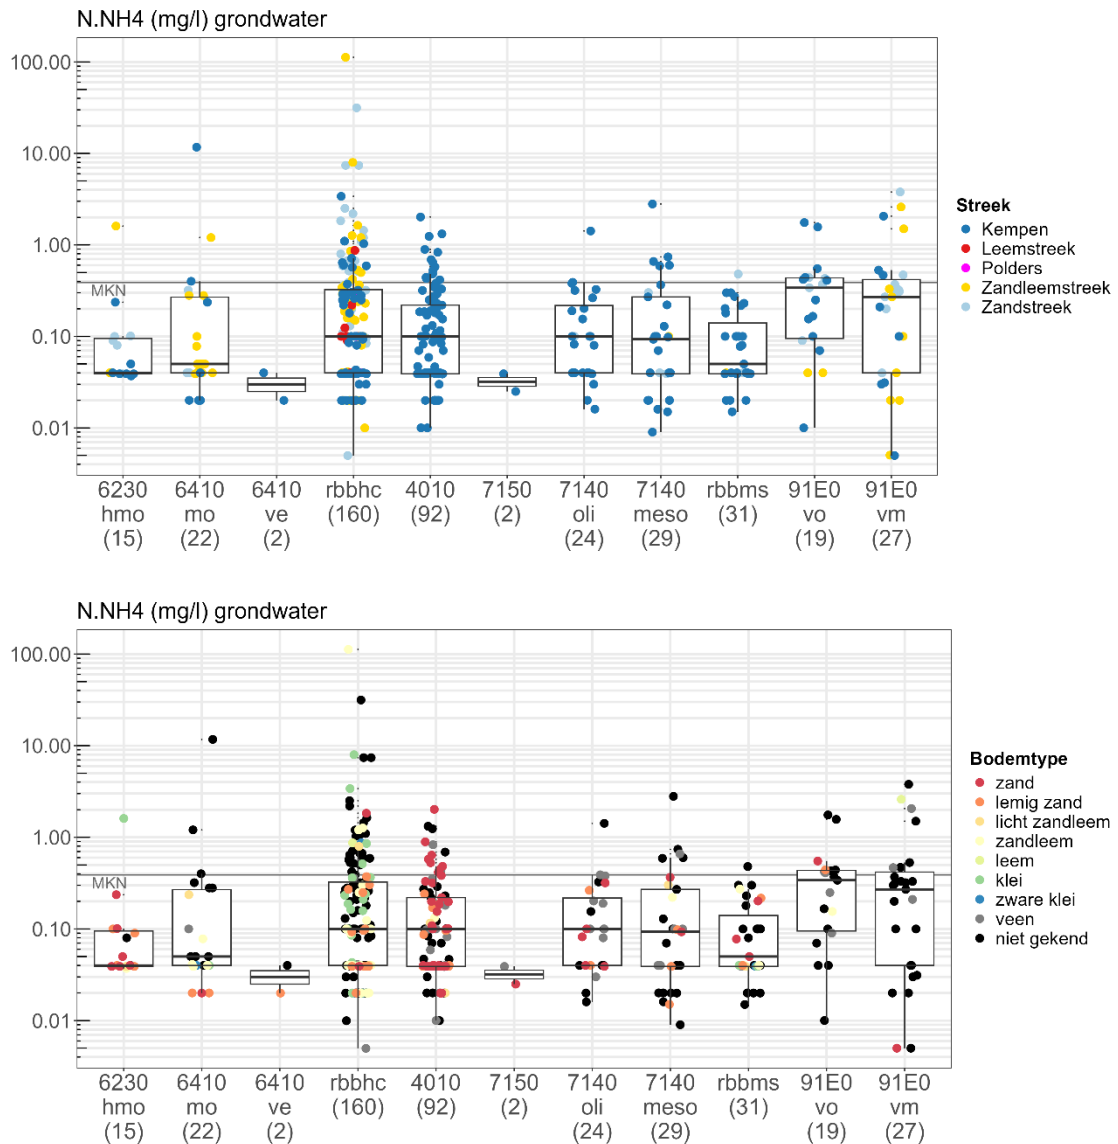 N.NH4 (mg/l) grondwater
100.00
10.00
1.00
0.10
0.01
MKN
6230 6410 6410 rbbhc 4010 7150 7140 7140 rbbms 91E0 91E0
hmo mo ve (160) (92) (2) oli meso (31) vo vm
(15) (22) (2) (24) (29) (19) (27)
Streek
Kempen
Leemstreek
Polders
Zandleemstreek
Zandstreek
N.NH4 (mg/l) grondwater
100.00
10.00
1.00
0.10
0.01
MKN
6230 6410 6410 rbbhc 4010 7150 7140 7140 rbbms 91E0 91E0
hmo mo ve (160) (92) (2) oli meso (31) vo vm
(15) (22) (2) (24) (29) (19) (27)
Bodemtype
zand
lemig zand
licht zandleem
zandleem
leem
klei
zware klei
veen
niet gekend